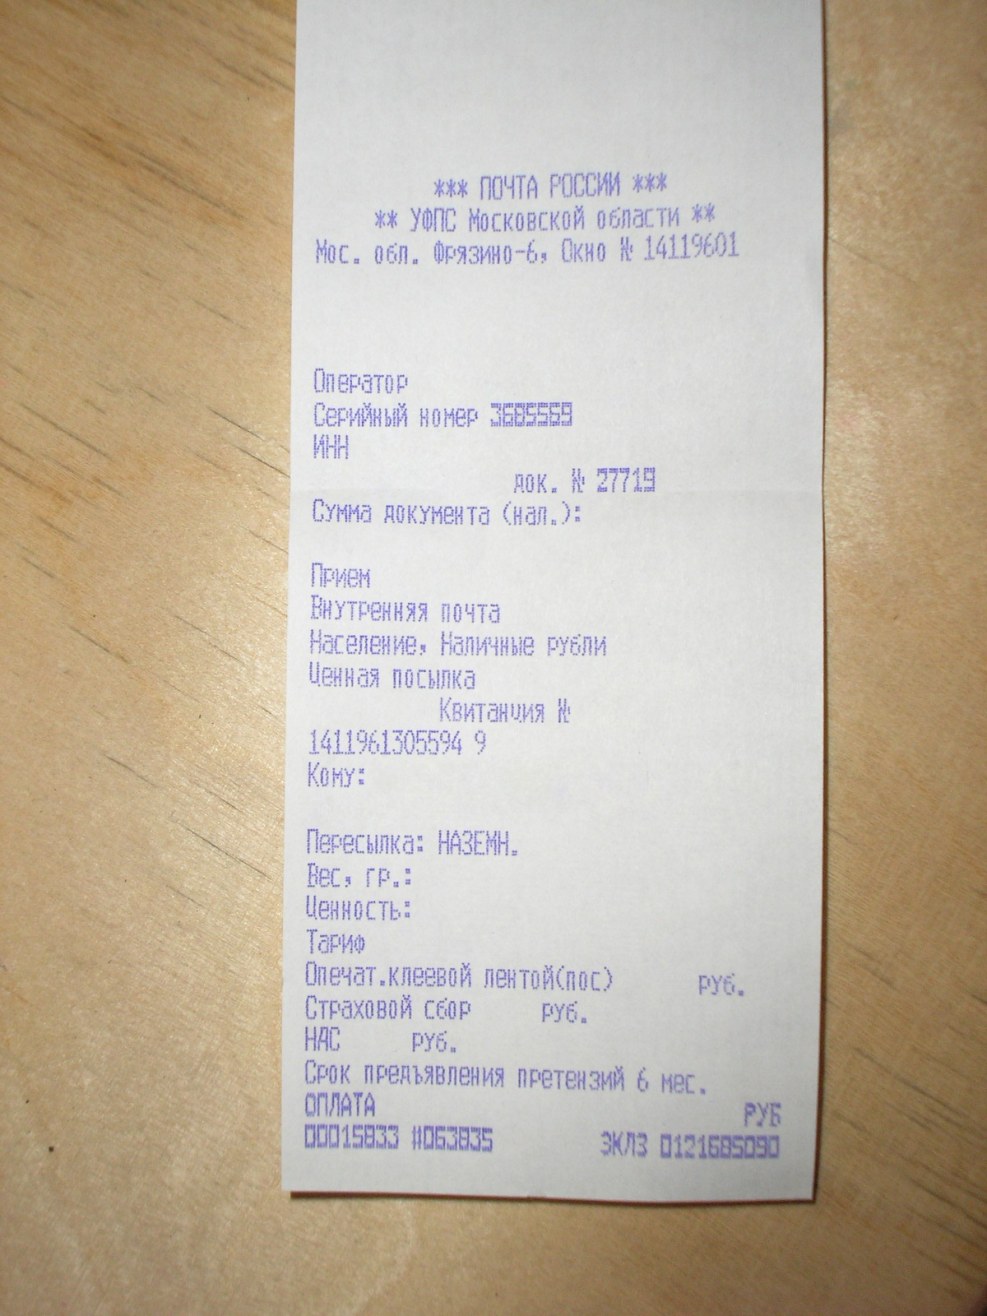 *** ПОЧТА РОССИИ ***
** УФПС Московской области **
Мос. обл. Фрязино-6, Окно № 14119601
Оператор
Серийный номер 3685569
ИНН
док. № 27719
Сумма документа (нал.):
Прием
Внутренняя почта
Население, Наличные рубли
Ценная посылка
Квитанция №
1411961305594 9
Кому:
Пересылка: НАЗЕМН.
Вес, гр.:
Ценность:
Тариф
Опечат.клеевой лентой(пос) руб.
Страховой сбор руб.
НАС руб.
Срок предъявления претензий 6 мес.
ОПЛАТА РУБ
00015833 #063835 ЭКЛЗ 0121685090